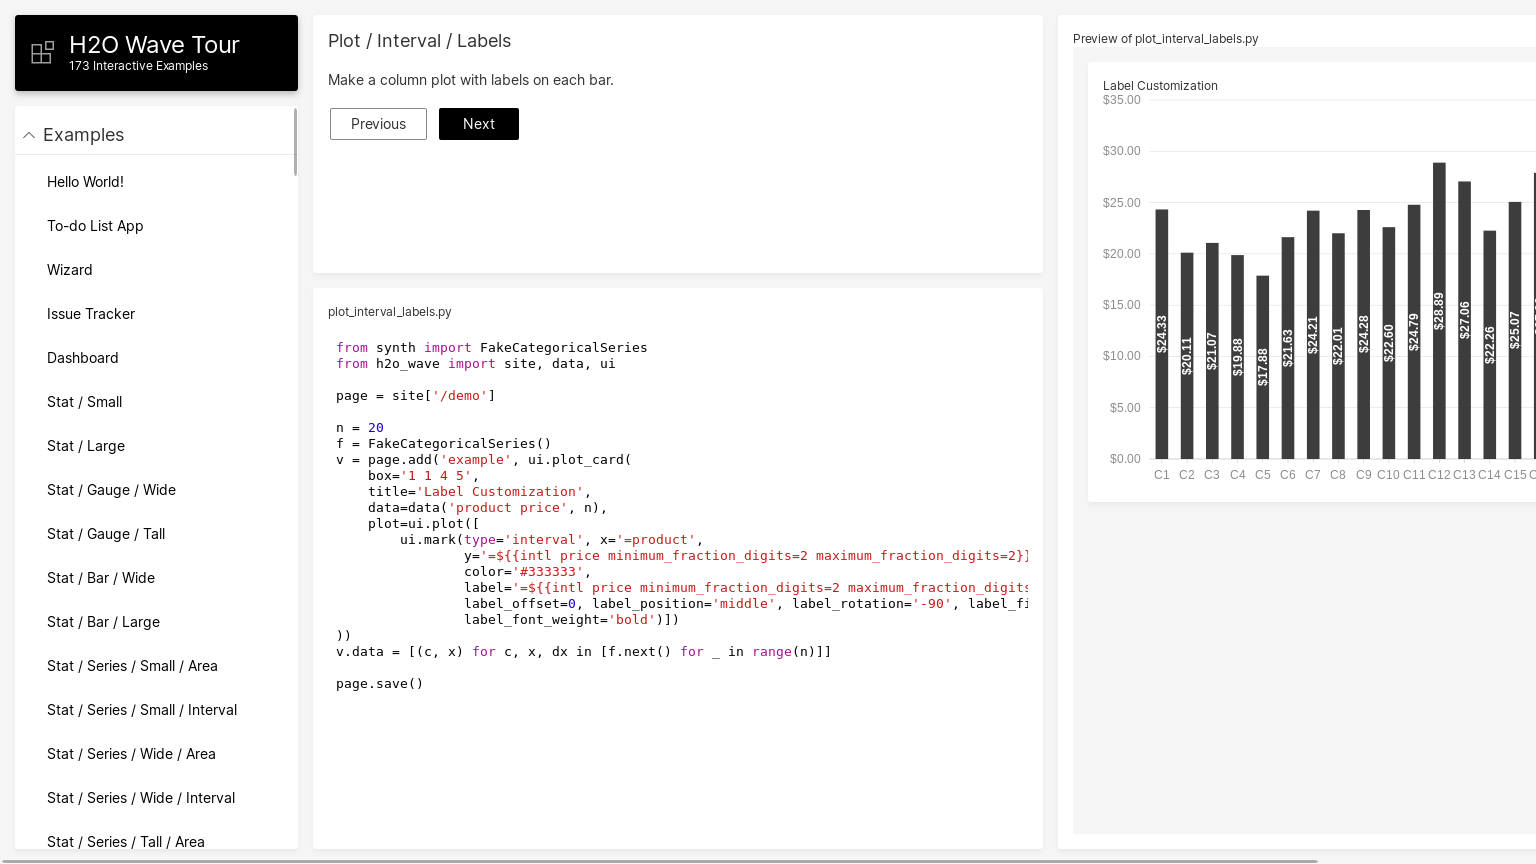 H2O Wave Tour
173 Interactive Examples
Examples
Hello World!
To-do List App
Wizard
Issue Tracker
Dashboard
Stat / Small
Stat / Large
Stat / Gauge / Wide
Stat / Gauge / Tall
Stat / Bar / Wide
Stat / Bar / Large
Stat / Series / Small / Area
Stat / Series / Small / Interval
Stat / Series / Wide / Area
Stat / Series / Wide / Interval
Stat / Series / Tall / Area
Plot / Interval / Labels
Make a column plot with labels on each bar.
Previous
Next
plot_interval_labels.py
from synth import FakeCategoricalSeries
from h2o_wave import site, data, ui
page = site['/demo']
n = 20
f = FakeCategoricalSeries()
v = page.add('example', ui.plot_card(
    box='1 1 4 5',
    title='Label Customization',
    data=data('product price', n),
    plot=ui.plot([
        ui.mark(type='interval', x='=product',
                y='=${{intl price minimum_fraction_digits=2 maximum_fraction_digits=2}}
                color='#333333',
                label='=${{intl price minimum_fraction_digits=2 maximum_fraction_digits
                label_offset=0, label_position='middle', label_rotation='-90', label_fi
                label_font_weight='bold')])
))
v.data = [(c, x) for c, x, dx in [f.next() for _ in range(n)]]
page.save()
Preview of plot_interval_labels.py
Label Customization
$35.00
$30.00
$25.00
$20.00
$15.00
$10.00
$5.00
$0.00
$24.33
$20.11
$21.07
$19.88
$17.88
$21.63
$24.21
$22.01
$24.28
$22.60
$24.79
$28.89
$27.06
$22.26
$25.07
C1 C2 C3 C4 C5 C6 C7 C8 C9 C10 C11 C12 C13 C14 C15